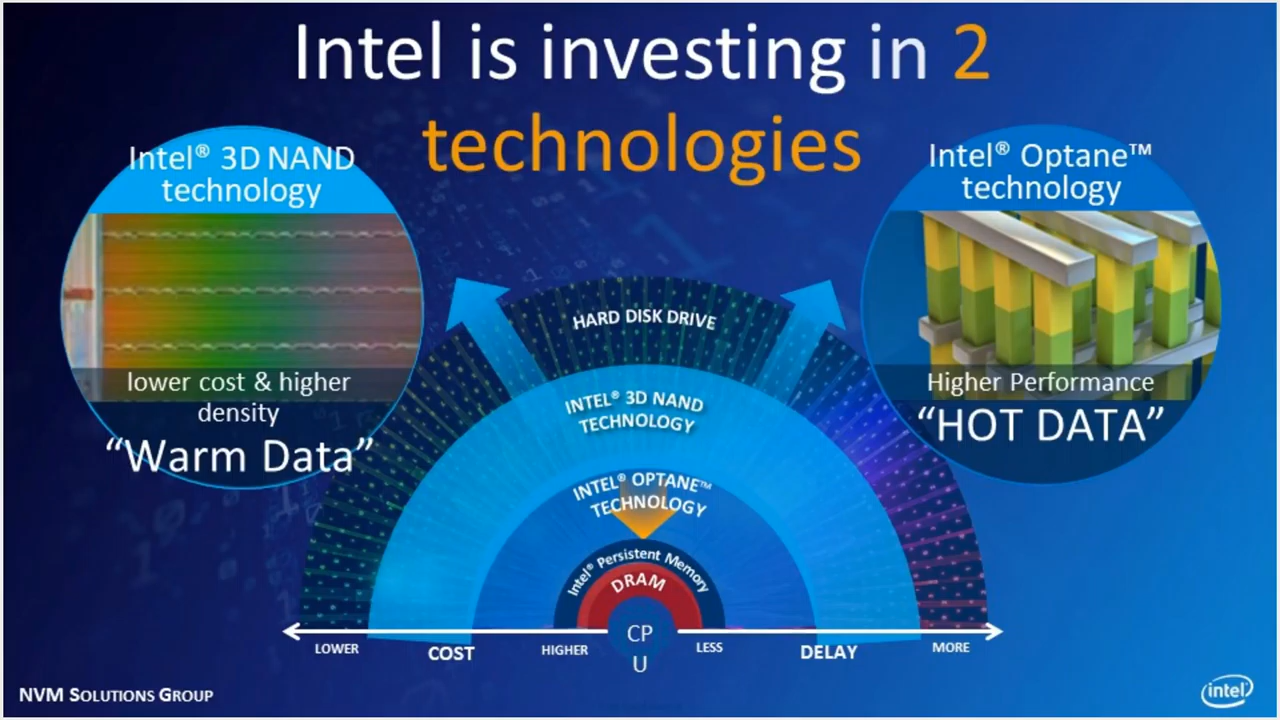 Intel is investing in 2
technologies
Intel® 3D NAND
technology
lower cost & higher
density
“Warm Data”
Intel® Optane™
technology
Higher Performance
“HOT DATA”
HARD DISK DRIVE
INTEL® 3D NAND
TECHNOLOGY
INTEL® OPTANE™
TECHNOLOGY
Intel® Persistent Memory
DRAM
CP
U
LOWER
COST
HIGHER
LESS
DELAY
MORE
NVM SOLUTIONS GROUP
intel